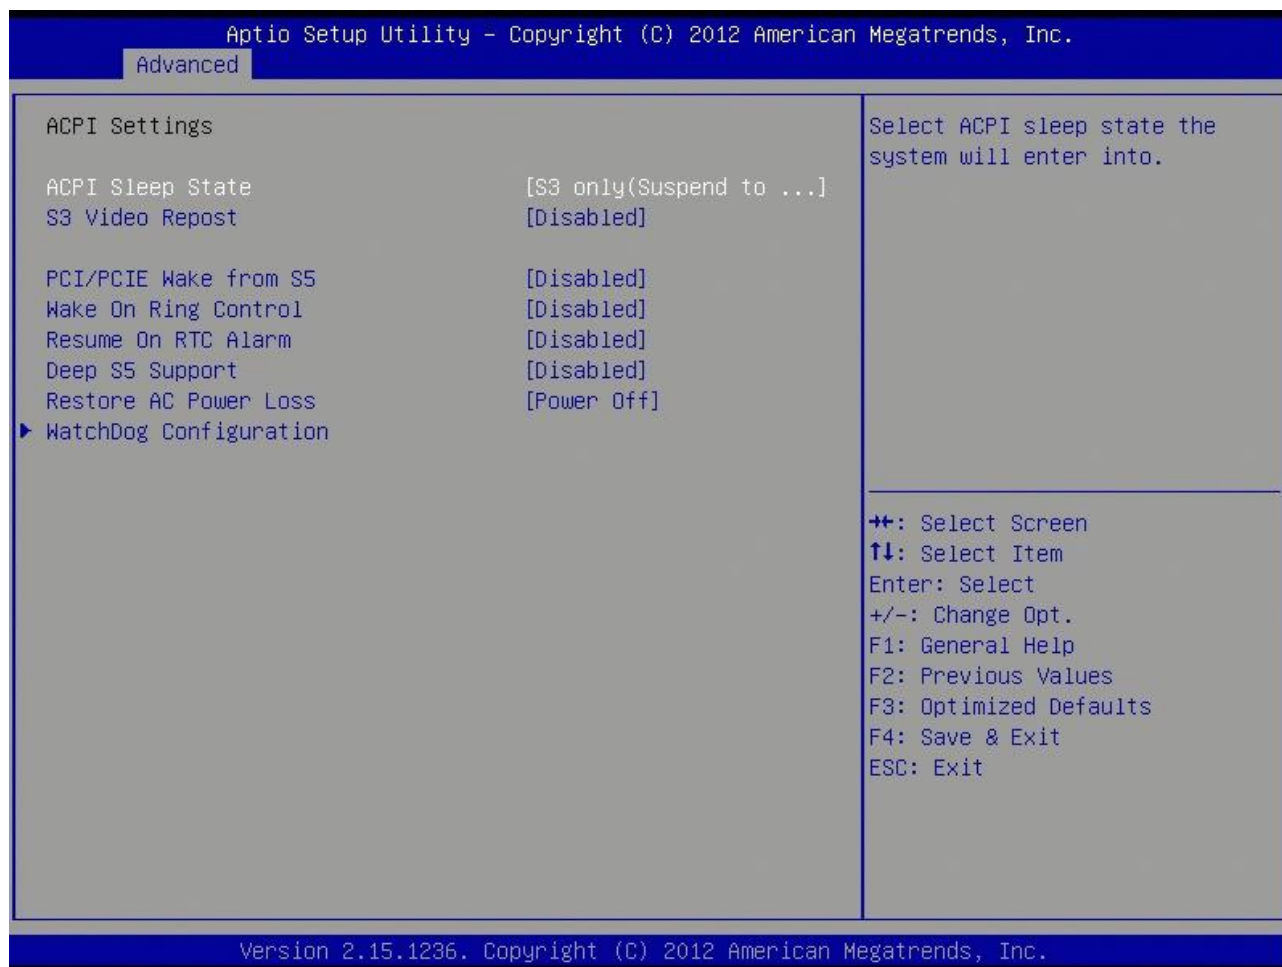 Aptio Setup Utility – Copyright (C) 2012 American Megatrends, Inc.
Advanced
ACPI Settings
ACPI Sleep State [S3 only(Suspend to ...]
S3 Video Repost [Disabled]
PCI/PCIE Wake from S5 [Disabled]
Wake On Ring Control [Disabled]
Resume On RTC Alarm [Disabled]
Deep S5 Support [Disabled]
Restore AC Power Loss [Power Off]
► WatchDog Configuration
Select ACPI sleep state the
system will enter into.
→←: Select Screen
↑↓: Select Item
Enter: Select
+/-: Change Opt.
F1: General Help
F2: Previous Values
F3: Optimized Defaults
F4: Save & Exit
ESC: Exit
Version 2.15.1236. Copyright (C) 2012 American Megatrends, Inc.